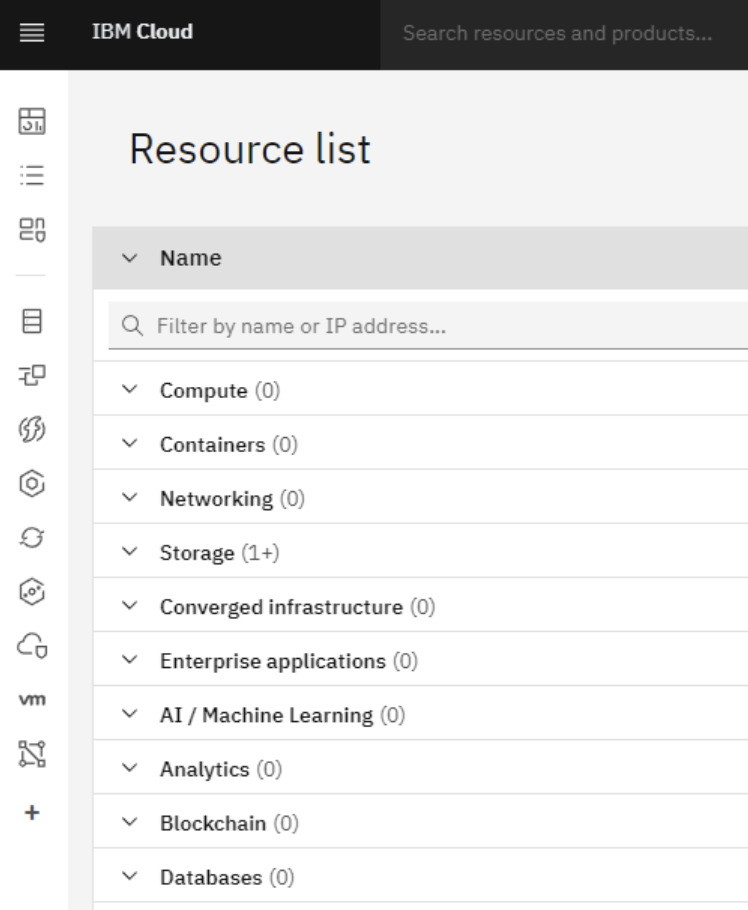 IBM Cloud
Search resources and products...
Resource list
Name
Filter by name or IP address...
Compute (0)
Containers (0)
Networking (0)
Storage (1+)
Converged infrastructure (0)
Enterprise applications (0)
AI / Machine Learning (0)
Analytics (0)
Blockchain (0)
Databases (0)
vm
+